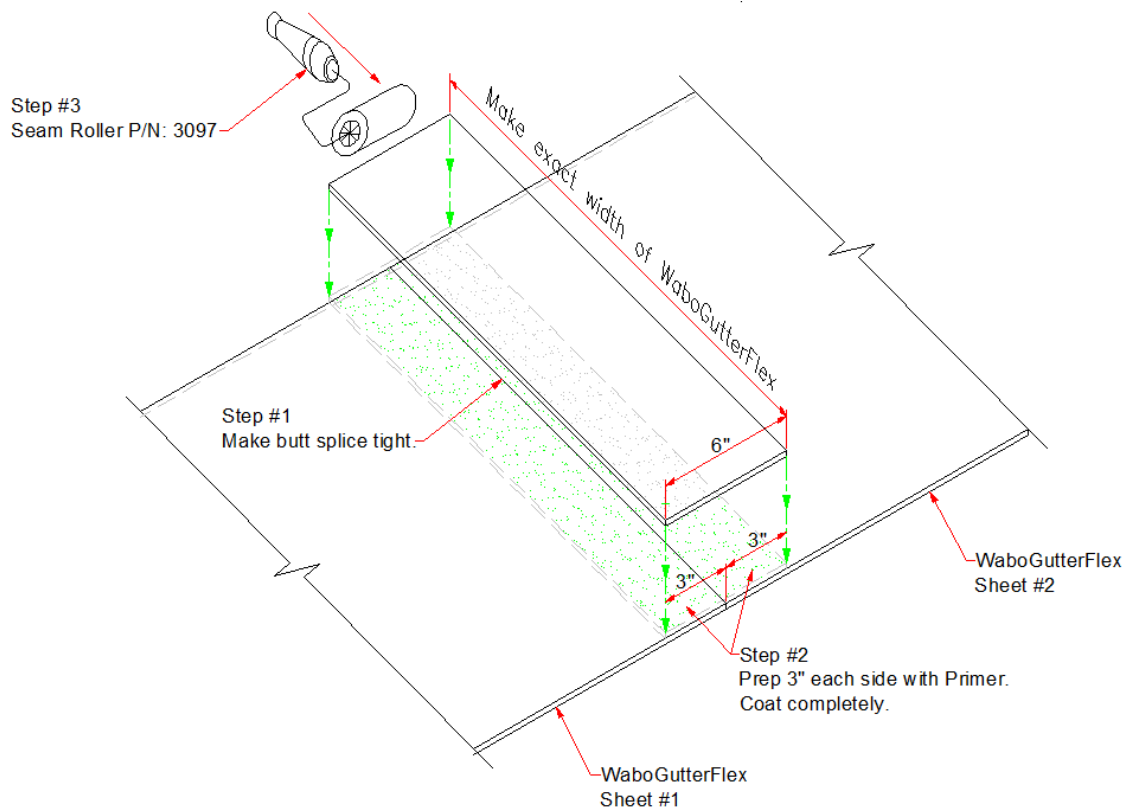 Step #3
Seam Roller P/N: 3097
Make exact width of WaboGutterFlex
Step #1
Make butt splice tight.
6"
3"
3"
WaboGutterFlex
Sheet #2
Step #2
Prep 3" each side with Primer.
Coat completely.
WaboGutterFlex
Sheet #1